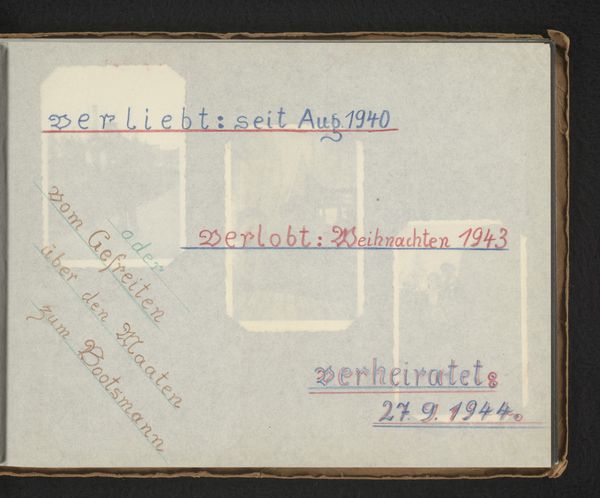 verliebt: seit Aug. 1940
verlobt: Weihnachten 1943
verheiratet:
27.9.1944.
oder
vom Gefreiten
über den Maaten
zum Bootsmann